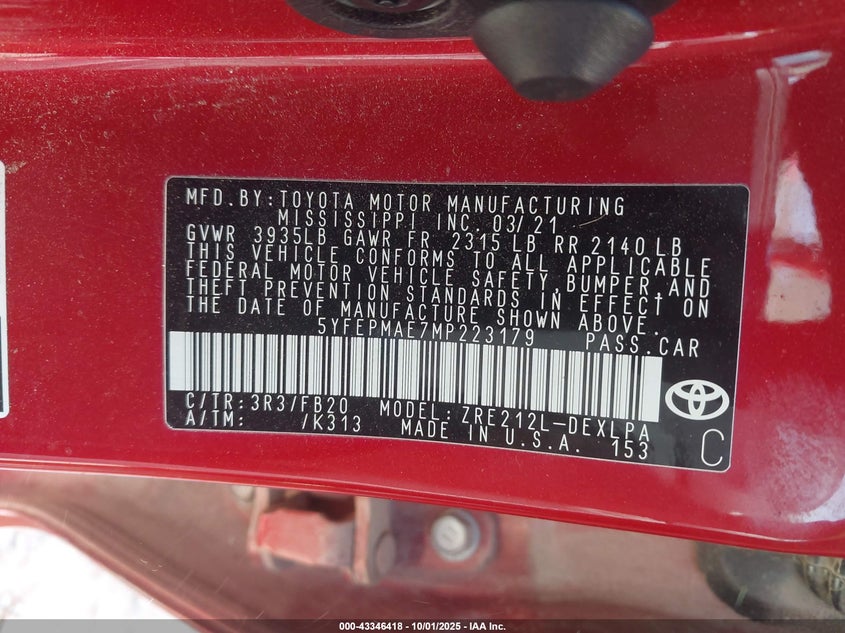 MFD.BY:TOYOTA MOTOR MANUFACTURING
MISSISSIPPI INC. 03/21
GVWR 3935LB GAWR FR 2315LB RR 2140LB
THIS VEHICLE CONFORMS TO ALL APPLICABLE
FEDERAL MOTOR VEHICLE SAFETY,BUMPER,AND
THEFT PREVENTION STANDARDS IN EFFECT ON
THE DATE OF MANUFACTURE SHOWN ABOVE.
5YFEPMAE7MP223179 PASS.CAR
C/TR:3R3/FB20 MODEL:ZRE212L-DEXLPA
A/TM: /K313 MADE IN U.S.A. 153
C
000-43346418 - 10/01/2025 - IAA Inc.